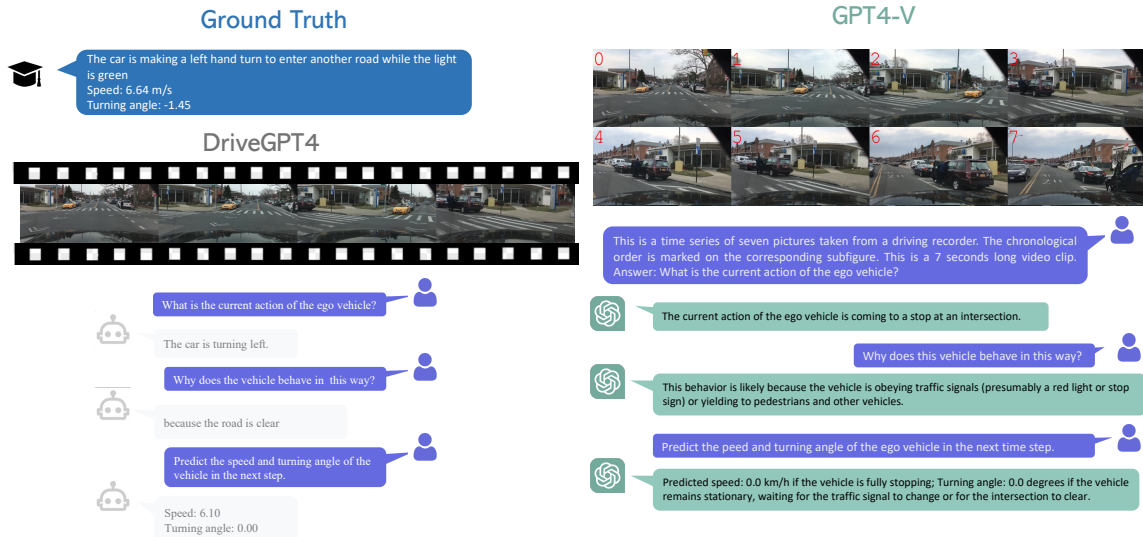 Ground Truth
The car is making a left hand turn to enter another road while the light
is green
Speed: 6.64 m/s
Turning angle: -1.45
DriveGPT4
What is the current action of the ego vehicle?
The car is turning left.
Why does the vehicle behave in this way?
because the road is clear
Predict the speed and turning angle of the
vehicle in the next step.
Speed: 6.10
Turning angle: 0.00
GPT4-V
0
1
2
3
4
5
6
7
This is a time series of seven pictures taken from a driving recorder. The chronological
order is marked on the corresponding subfigure. This is a 7 seconds long video clip.
Answer: What is the current action of the ego vehicle?
The current action of the ego vehicle is coming to a stop at an intersection.
Why does this vehicle behave in this way?
This behavior is likely because the vehicle is obeying traffic signals (presumably a red light or stop
sign) or yielding to pedestrians and other vehicles.
Predict the peed and turning angle of the ego vehicle in the next time step.
Predicted speed: 0.0 km/h if the vehicle is fully stopping; Turning angle: 0.0 degrees if the vehicle
remains stationary, waiting for the traffic signal to change or for the intersection to clear.